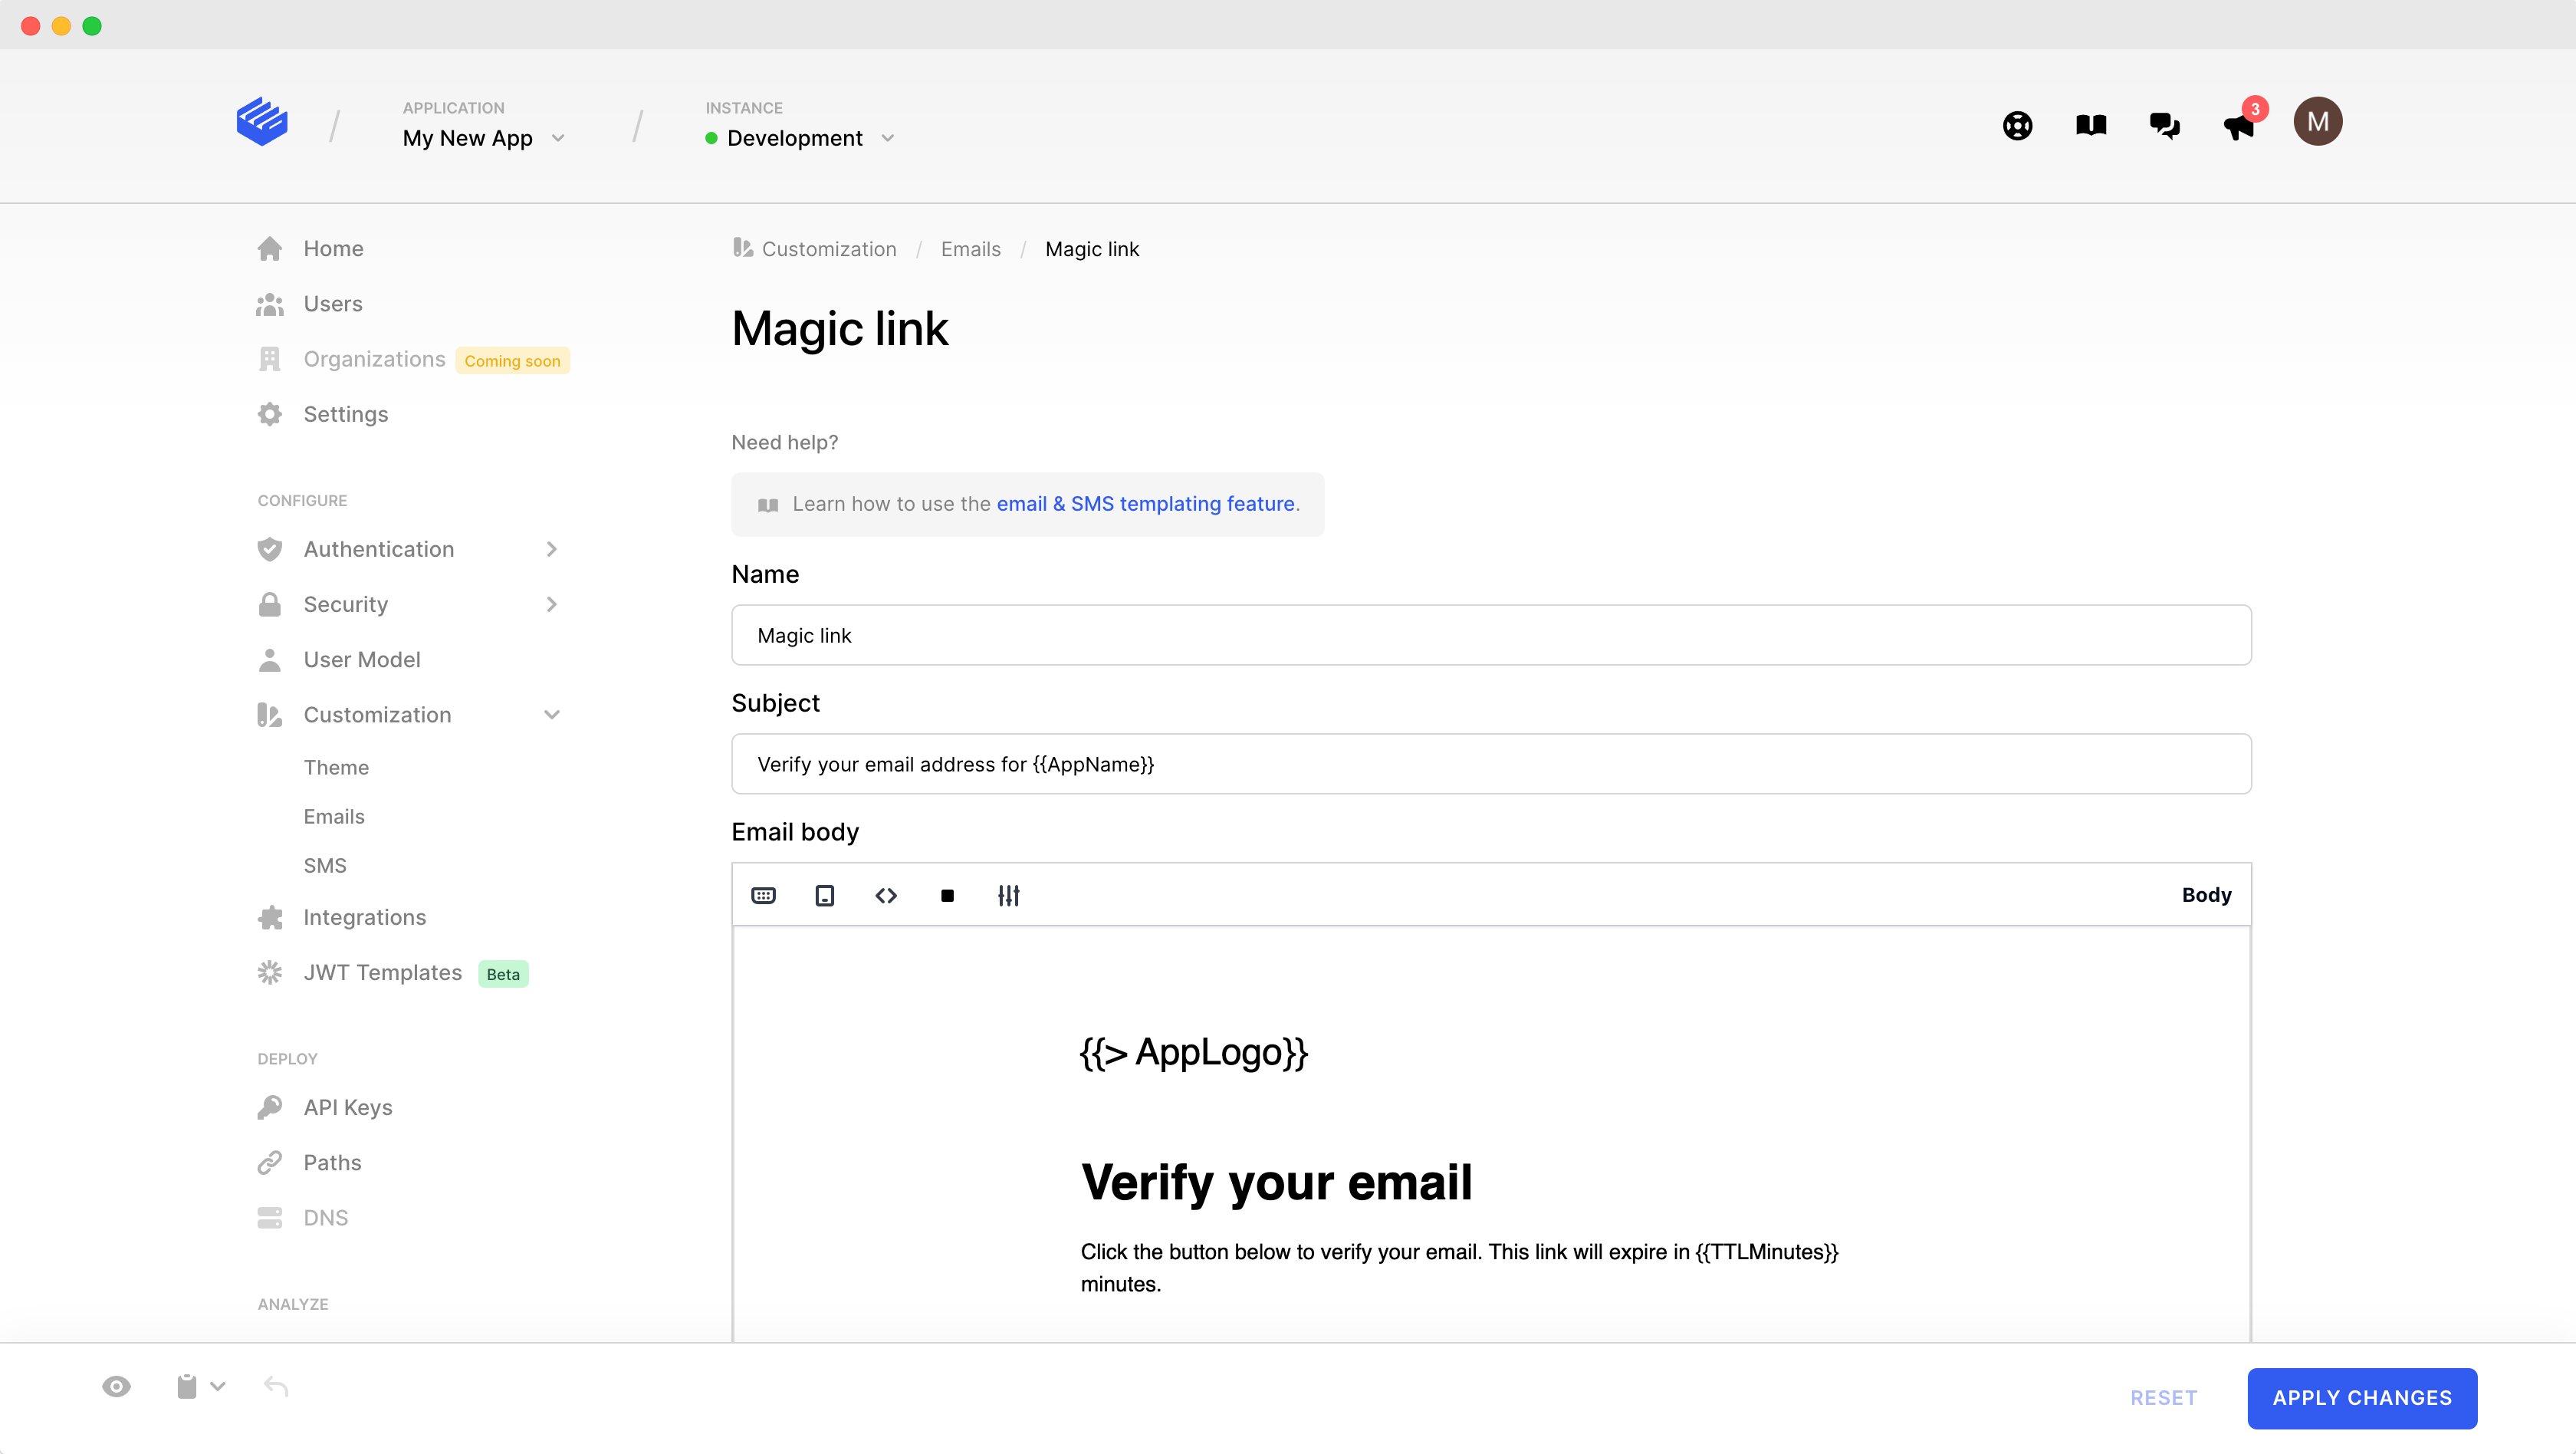 APPLICATION
My New App
INSTANCE
Development
3
M
Home
Users
Organizations Coming soon
Settings
CONFIGURE
Authentication
Security
User Model
Customization
Theme
Emails
SMS
Integrations
JWT Templates Beta
DEPLOY
API Keys
Paths
DNS
ANALYZE
Customization / Emails / Magic link
Magic link
Need help?
Learn how to use the email & SMS templating feature.
Name
Magic link
Subject
Verify your email address for {{AppName}}
Email body
Body
{{> AppLogo}}
Verify your email
Click the button below to verify your email. This link will expire in {{TTLMinutes}}
minutes.
RESET
APPLY CHANGES